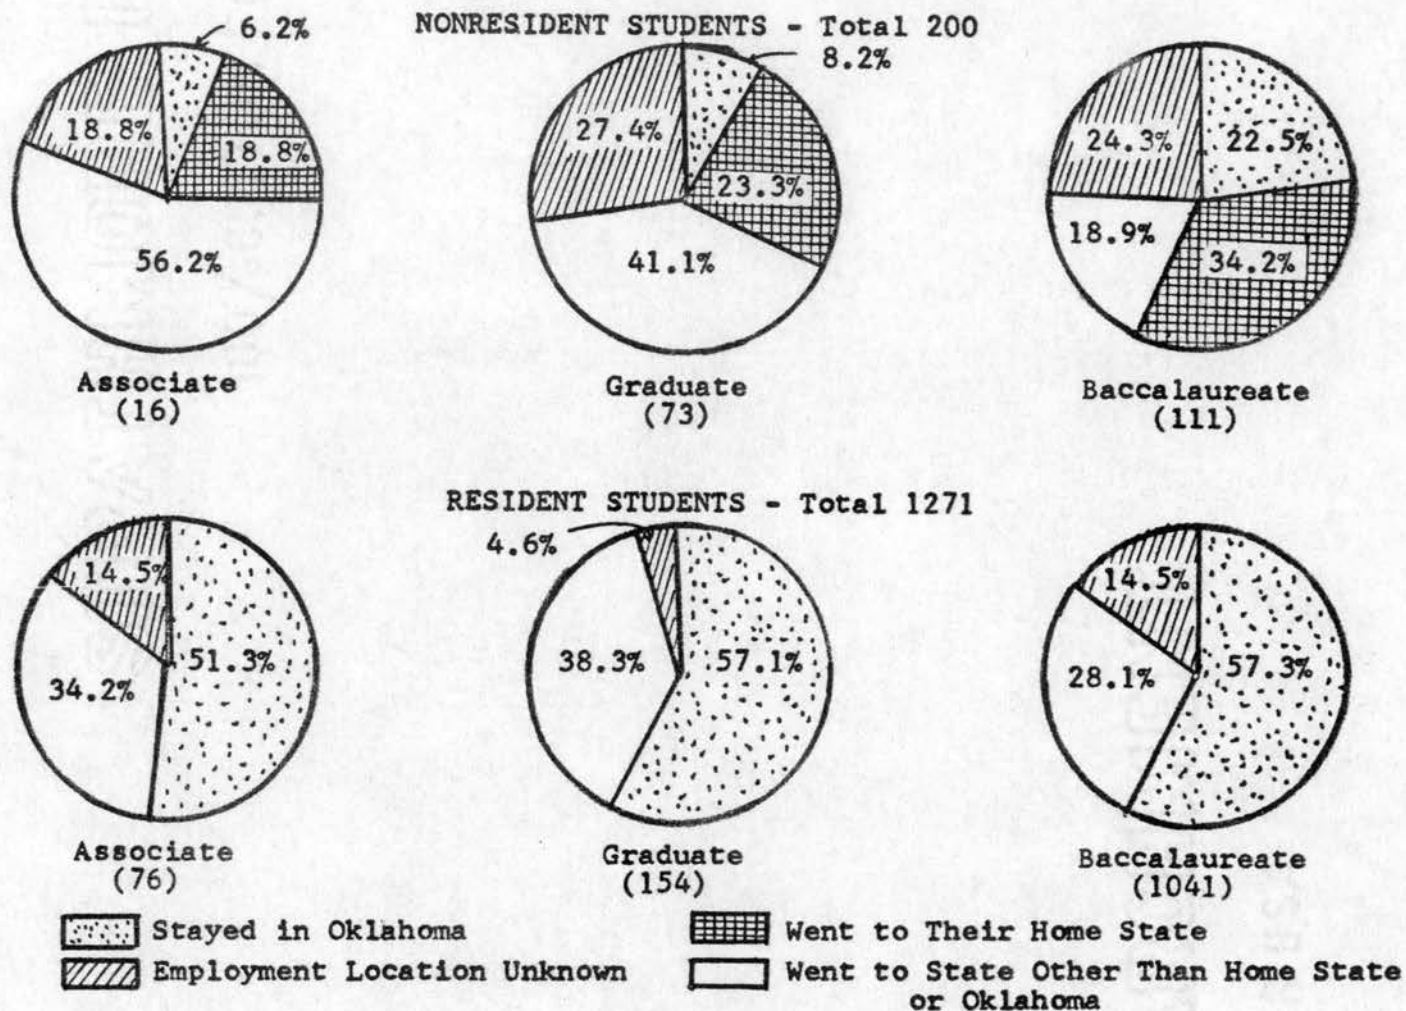 NONRESIDENT STUDENTS - Total 200
6.2%
18.8%
18.8%
56.2%
Associate
(16)
8.2%
27.4%
23.3%
41.1%
Graduate
(73)
24.3%
22.5%
18.9%
34.2%
Baccalaureate
(111)
RESIDENT STUDENTS - Total 1271
14.5%
51.3%
34.2%
Associate
(76)
4.6%
38.3%
57.1%
Graduate
(154)
14.5%
57.3%
28.1%
Baccalaureate
(1041)
Stayed in Oklahoma
Employment Location Unknown
Went to Their Home State
Went to State Other Than Home State
or Oklahoma